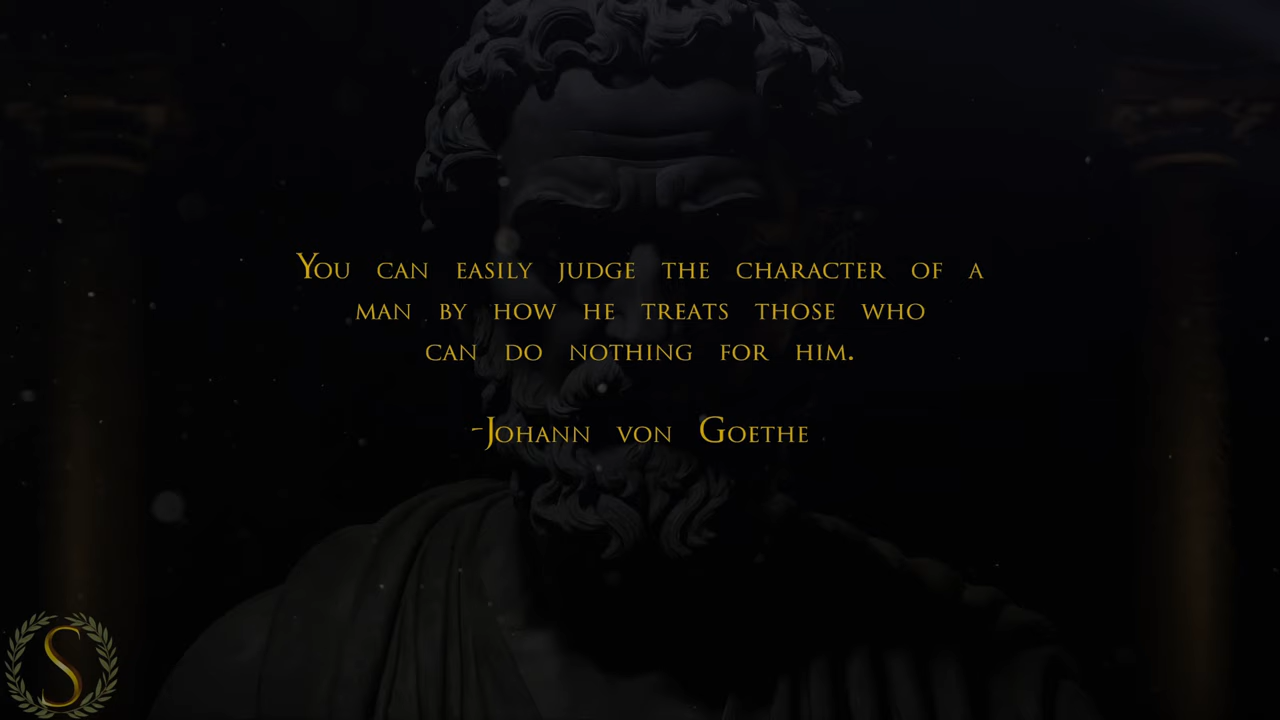 You can easily judge the character of a
man by how he treats those who
can do nothing for him.
-Johann von Goethe
S